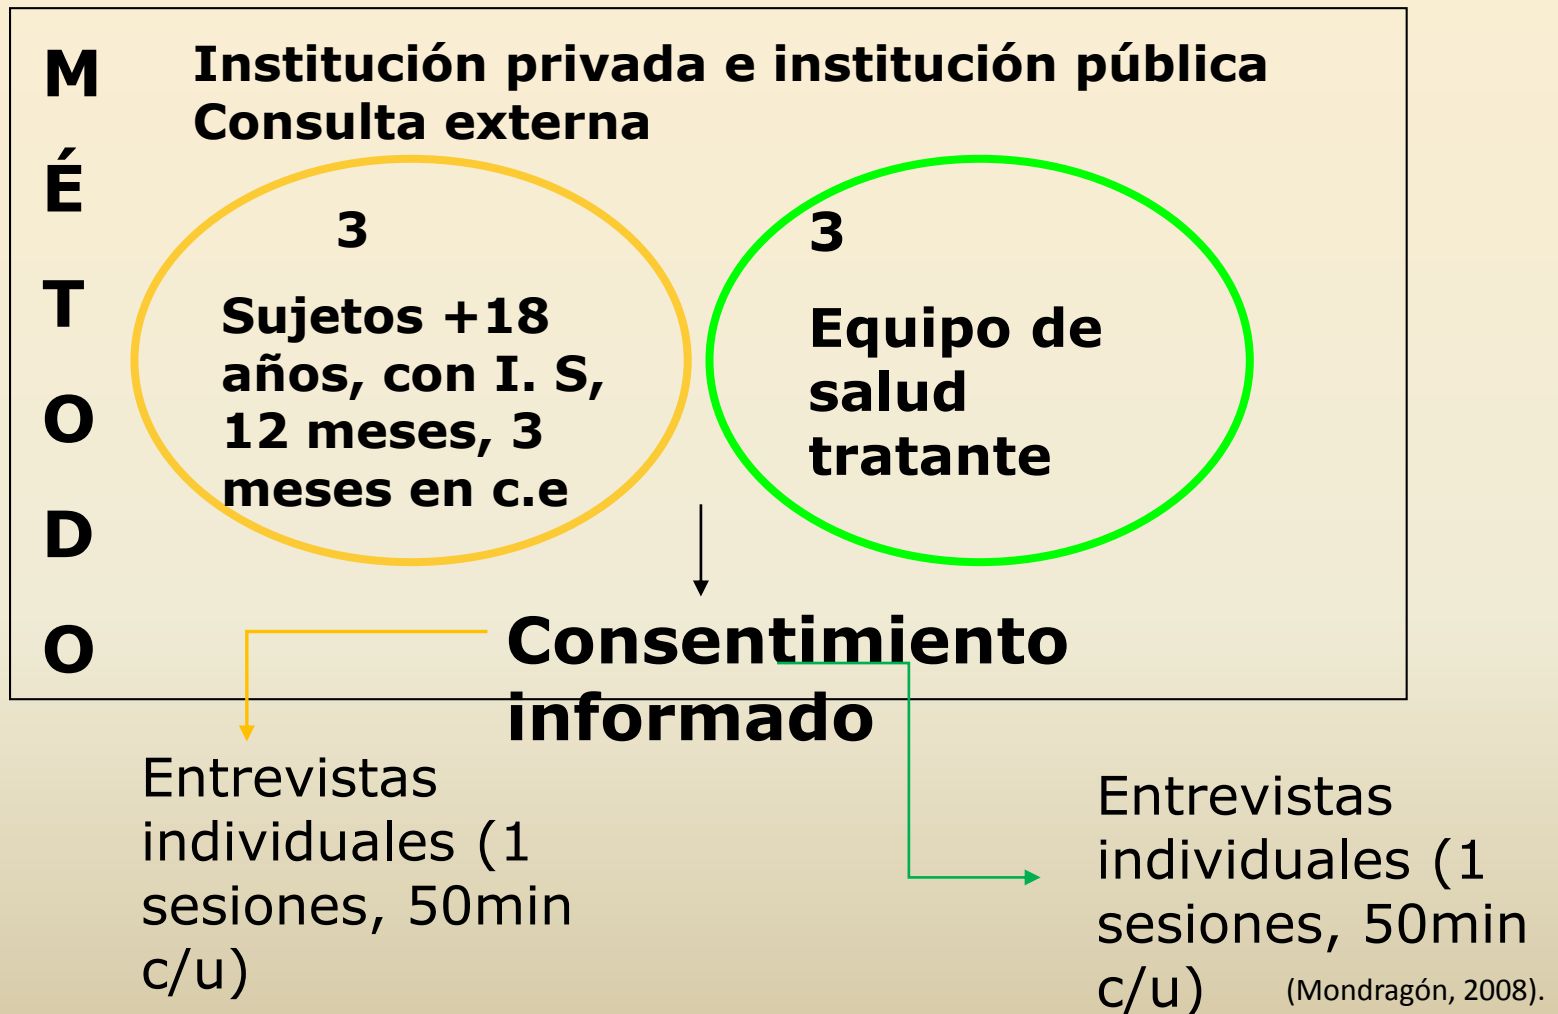 M
É
T
O
D
O
Institución privada e institución pública
Consulta externa
3
Sujetos +18
años, con I. S,
12 meses, 3
meses en c.e
3
Equipo de
salud
tratante
Consentimiento
informado
Entrevistas
individuales (1
sesiones, 50min
c/u)
Entrevistas
individuales (1
sesiones, 50min
c/u)
(Mondragón, 2008).